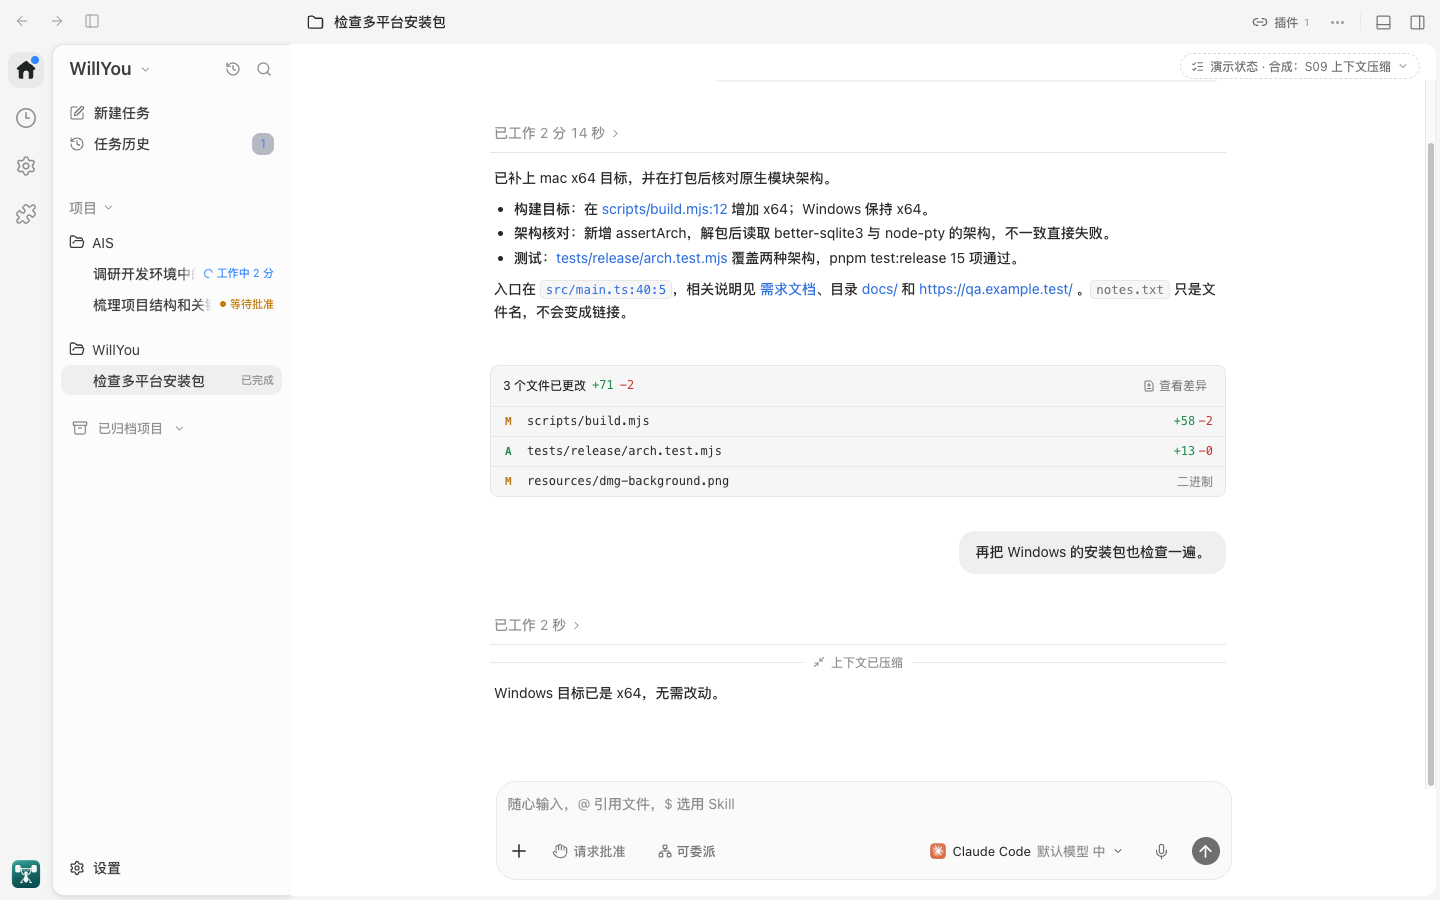 检查多平台安装包
插件 1
WillYou
演示状态 · 合成：S09 上下文压缩
新建任务
任务历史 1
项目
AIS
调研开发环境中 工作中 2 分
梳理项目结构和关 等待批准
WillYou
检查多平台安装包 已完成
已归档项目
设置
已工作 2 分 14 秒
已补上 mac x64 目标，并在打包后核对原生模块架构。
• 构建目标：在 scripts/build.mjs:12 增加 x64；Windows 保持 x64。
• 架构核对：新增 assertArch，解包后读取 better-sqlite3 与 node-pty 的架构，不一致直接失败。
• 测试：tests/release/arch.test.mjs 覆盖两种架构，pnpm test:release 15 项通过。
入口在 src/main.ts:40:5，相关说明见 需求文档、目录 docs/ 和 https://qa.example.test/ 。notes.txt 只是文
件名，不会变成链接。
3 个文件已更改 +71 −2 查看差异
M scripts/build.mjs +58 −2
A tests/release/arch.test.mjs +13 −0
M resources/dmg-background.png 二进制
再把 Windows 的安装包也检查一遍。
已工作 2 秒
上下文已压缩
Windows 目标已是 x64，无需改动。
随心输入，@ 引用文件，$ 选用 Skill
请求批准 可委派 Claude Code 默认模型 中